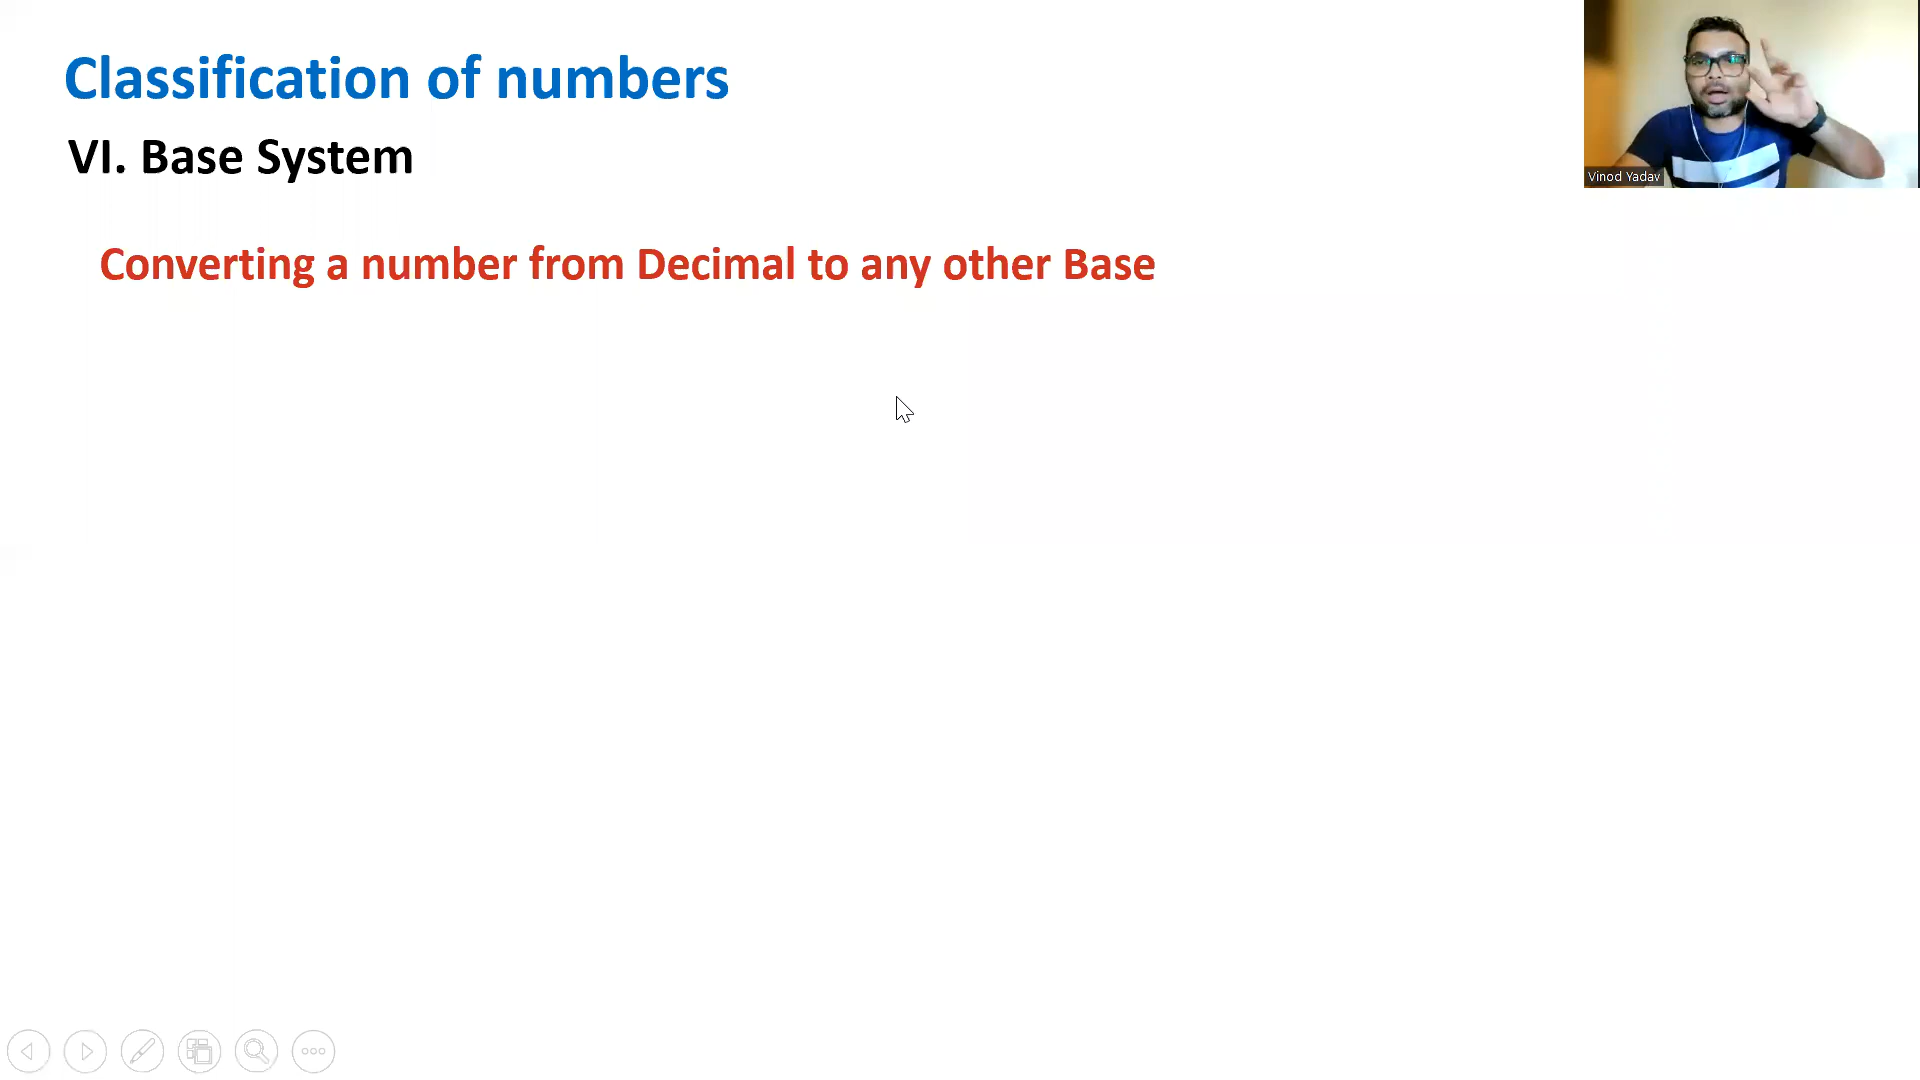 Classification of numbers
VI. Base System
Vinod Yadav
Converting a number from Decimal to any other Base